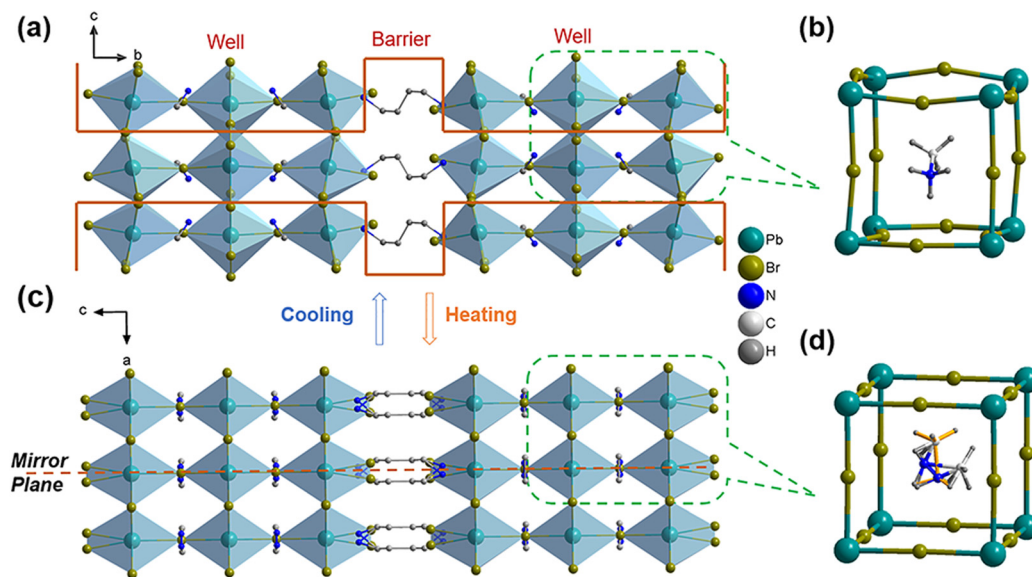 (a)
c
b
Well
Barrier
Well
(b)
Pb
Br
N
C
H
(c)
c
a
Cooling
Heating
(d)
Mirror
Plane